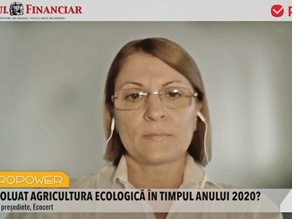 UL FINANCIAR
ROPOWER
OLUAT AGRICULTURA ECOLOGICĂ ÎN TIMPUL ANULUI 2020?
președinte, Ecocert